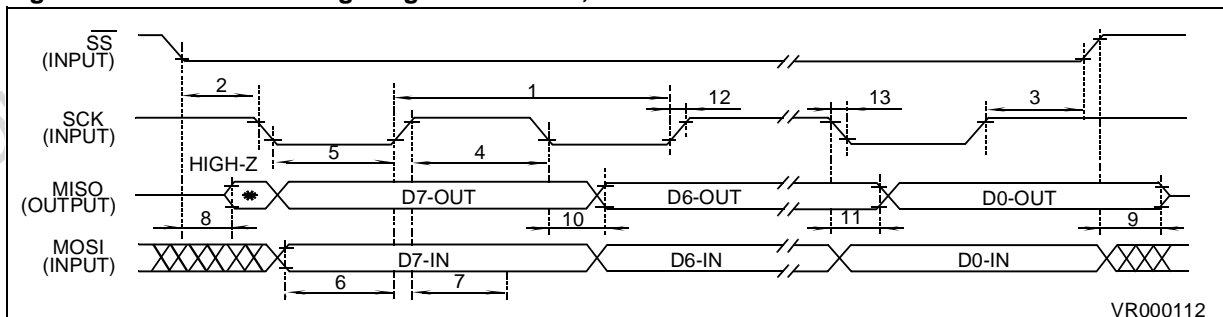 SS
(INPUT)
2
1
12
13
3
SCK
(INPUT)
5
4
HIGH-Z
MISO
(OUTPUT)
*
D7-OUT
D6-OUT
D0-OUT
8
10
11
9
MOSI
(INPUT)
D7-IN
D6-IN
D0-IN
6
7
VR000112